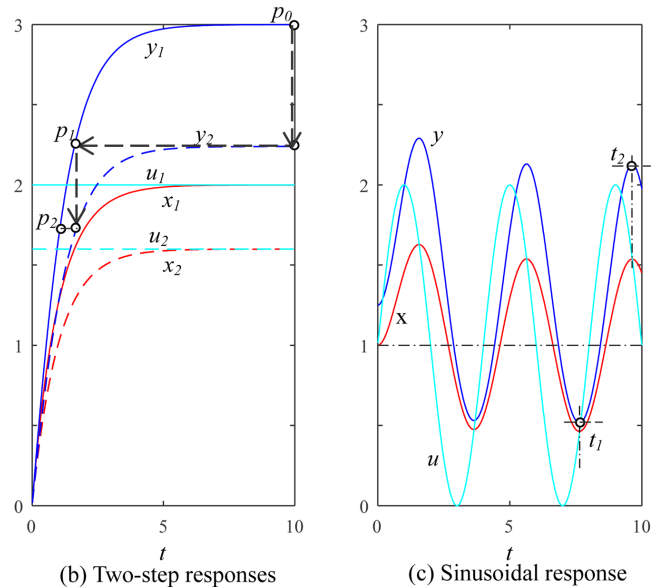 3
2
1
0
0
5
10
t
p0
y1
p1
y2
u1
x1
p2
u2
x2
(b) Two-step responses
3
2
1
0
0
5
10
t
y
t2
x
t1
u
(c) Sinusoidal response